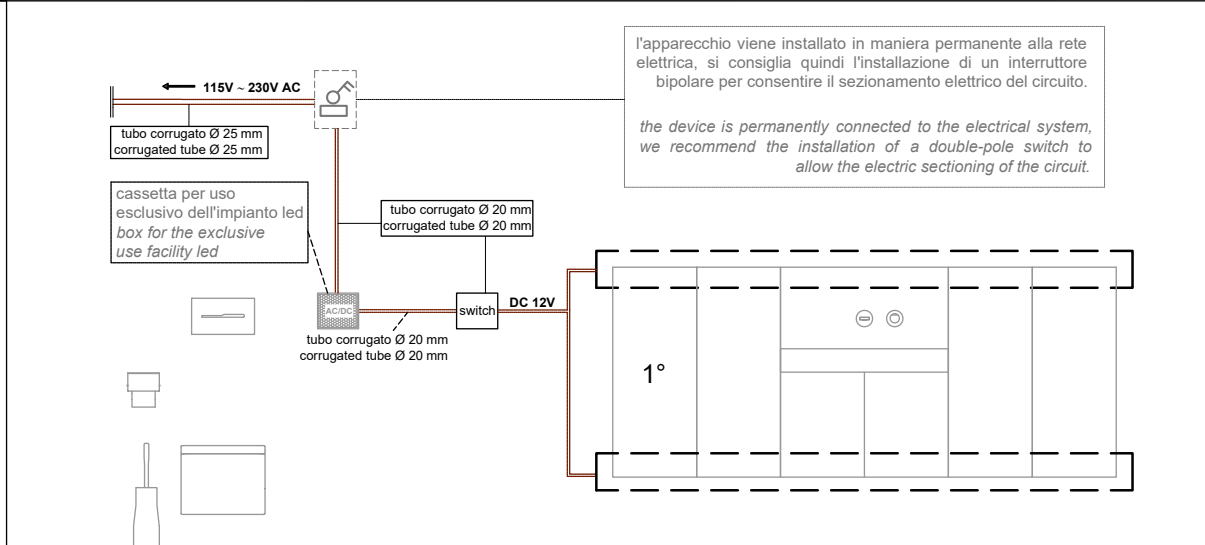 l'apparecchio viene installato in maniera permanente alla rete
elettrica, si consiglia quindi l'installazione di un interruttore
bipolare per consentire il sezionamento elettrico del circuito.
the device is permanently connected to the electrical system,
we recommend the installation of a double-pole switch to
allow the electric sectioning of the circuit.
115V ~ 230V AC
tubo corrugato Ø 25 mm
corrugated tube Ø 25 mm
cassetta per uso
esclusivo dell'impianto led
box for the exclusive
use facility led
tubo corrugato Ø 20 mm
corrugated tube Ø 20 mm
AC/DC
switch
DC 12V
tubo corrugato Ø 20 mm
corrugated tube Ø 20 mm
1°